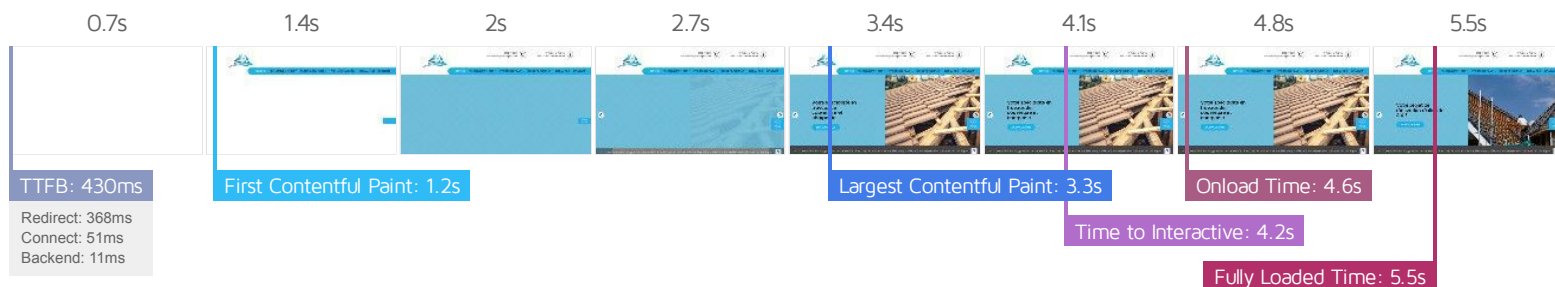 0.7s
1.4s
2s
2.7s
3.4s
4.1s
4.8s
5.5s
TTFB: 430ms
Redirect: 368ms
Connect: 51ms
Backend: 11ms
First Contentful Paint: 1.2s
Largest Contentful Paint: 3.3s
Onload Time: 4.6s
Time to Interactive: 4.2s
Fully Loaded Time: 5.5s